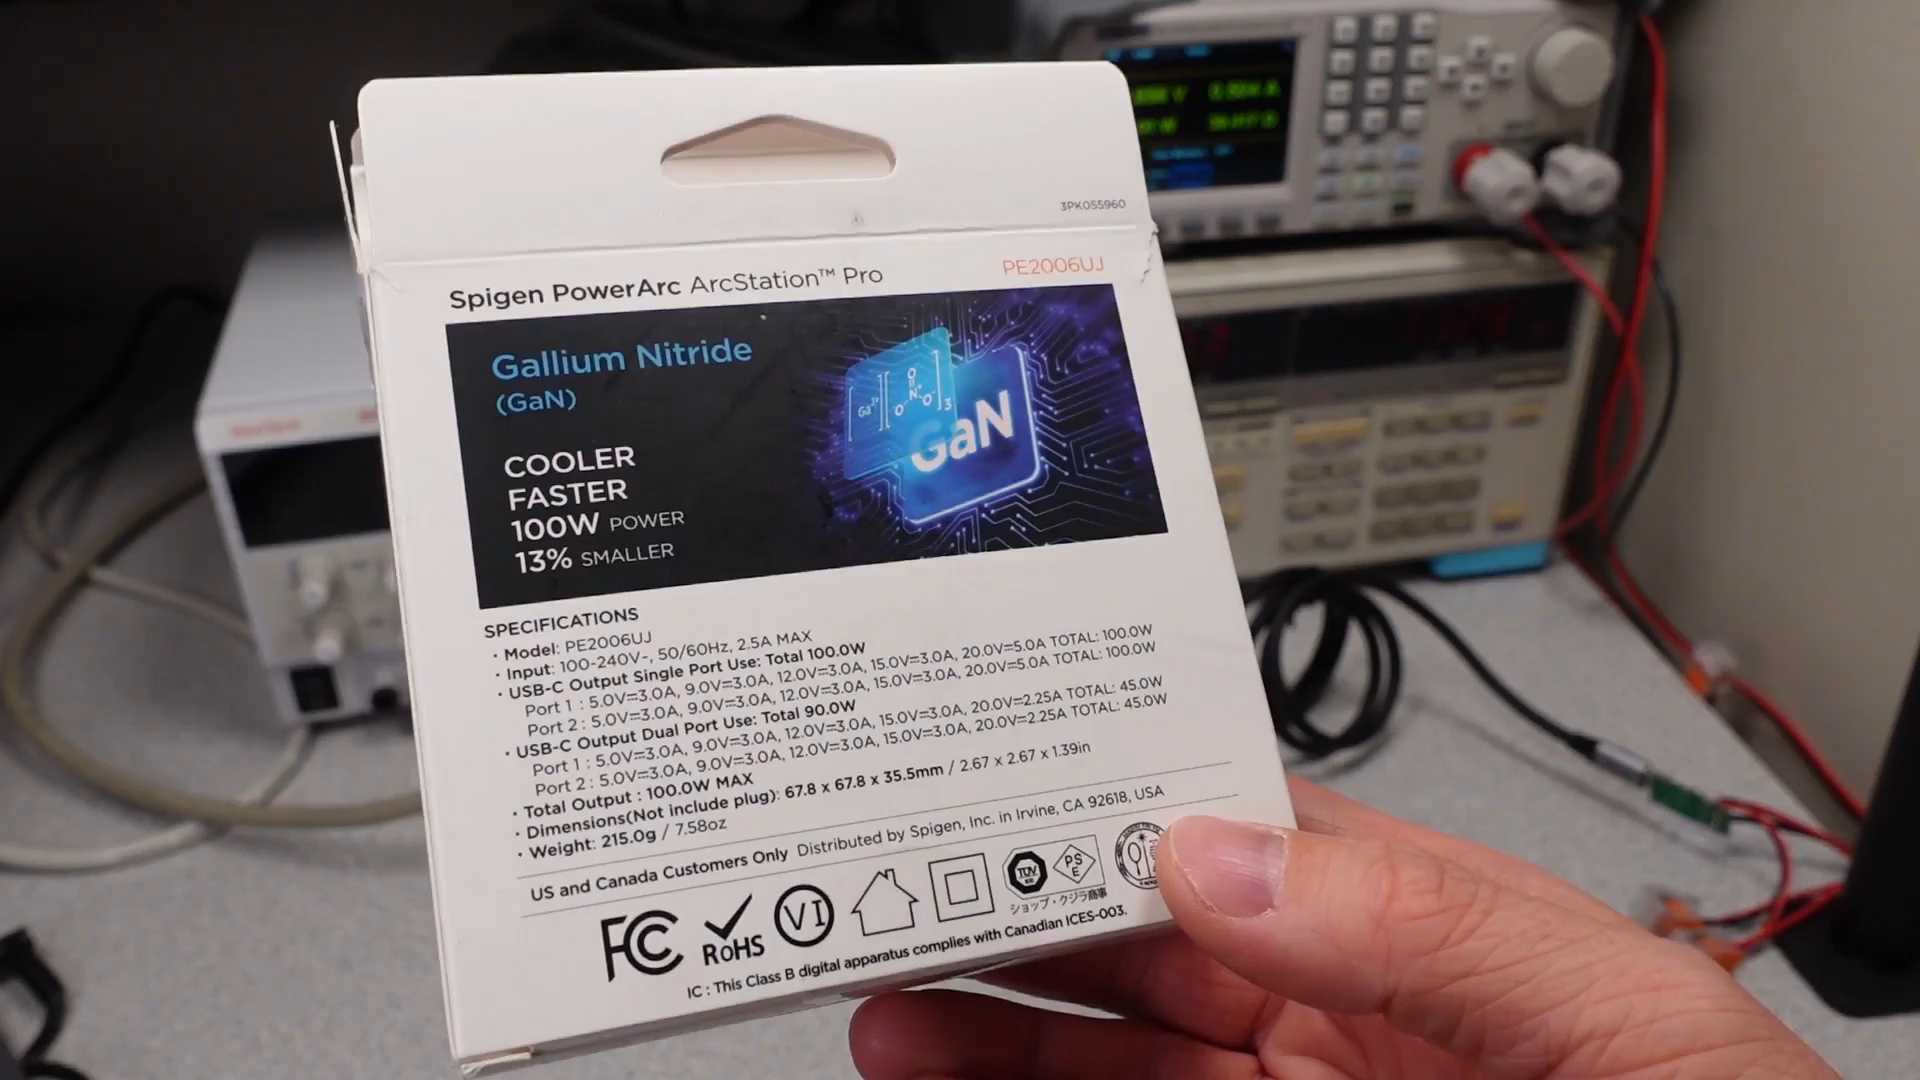 3PK055960
Spigen PowerArc ArcStation™ Pro
PE2006UJ
Gallium Nitride
(GaN)
COOLER
FASTER
100W POWER
13% SMALLER
Ga³⁺
O
N⁺
O⁻ O⁻
3
GaN
SPECIFICATIONS
· Model: PE2006UJ
· Input: 100-240V~, 50/60Hz, 2.5A MAX
· USB-C Output Single Port Use: Total 100.0W
Port 1 : 5.0V⎓3.0A, 9.0V⎓3.0A, 12.0V⎓3.0A, 15.0V⎓3.0A, 20.0V⎓5.0A TOTAL: 100.0W
Port 2 : 5.0V⎓3.0A, 9.0V⎓3.0A, 12.0V⎓3.0A, 15.0V⎓3.0A, 20.0V⎓5.0A TOTAL: 100.0W
· USB-C Output Dual Port Use: Total 90.0W
Port 1 : 5.0V⎓3.0A, 9.0V⎓3.0A, 12.0V⎓3.0A, 15.0V⎓3.0A, 20.0V⎓2.25A TOTAL: 45.0W
Port 2 : 5.0V⎓3.0A, 9.0V⎓3.0A, 12.0V⎓3.0A, 15.0V⎓3.0A, 20.0V⎓2.25A TOTAL: 45.0W
· Total Output : 100.0W MAX
· Dimensions(Not include plug): 67.8 x 67.8 x 35.5mm / 2.67 x 2.67 x 1.39in
· Weight: 215.0g / 7.58oz
US and Canada Customers Only Distributed by Spigen, Inc. in Irvine, CA 92618, USA
FC RoHS VI TÜV PS E
ショップ・クジラ商事
IC : This Class B digital apparatus complies with Canadian ICES-003.